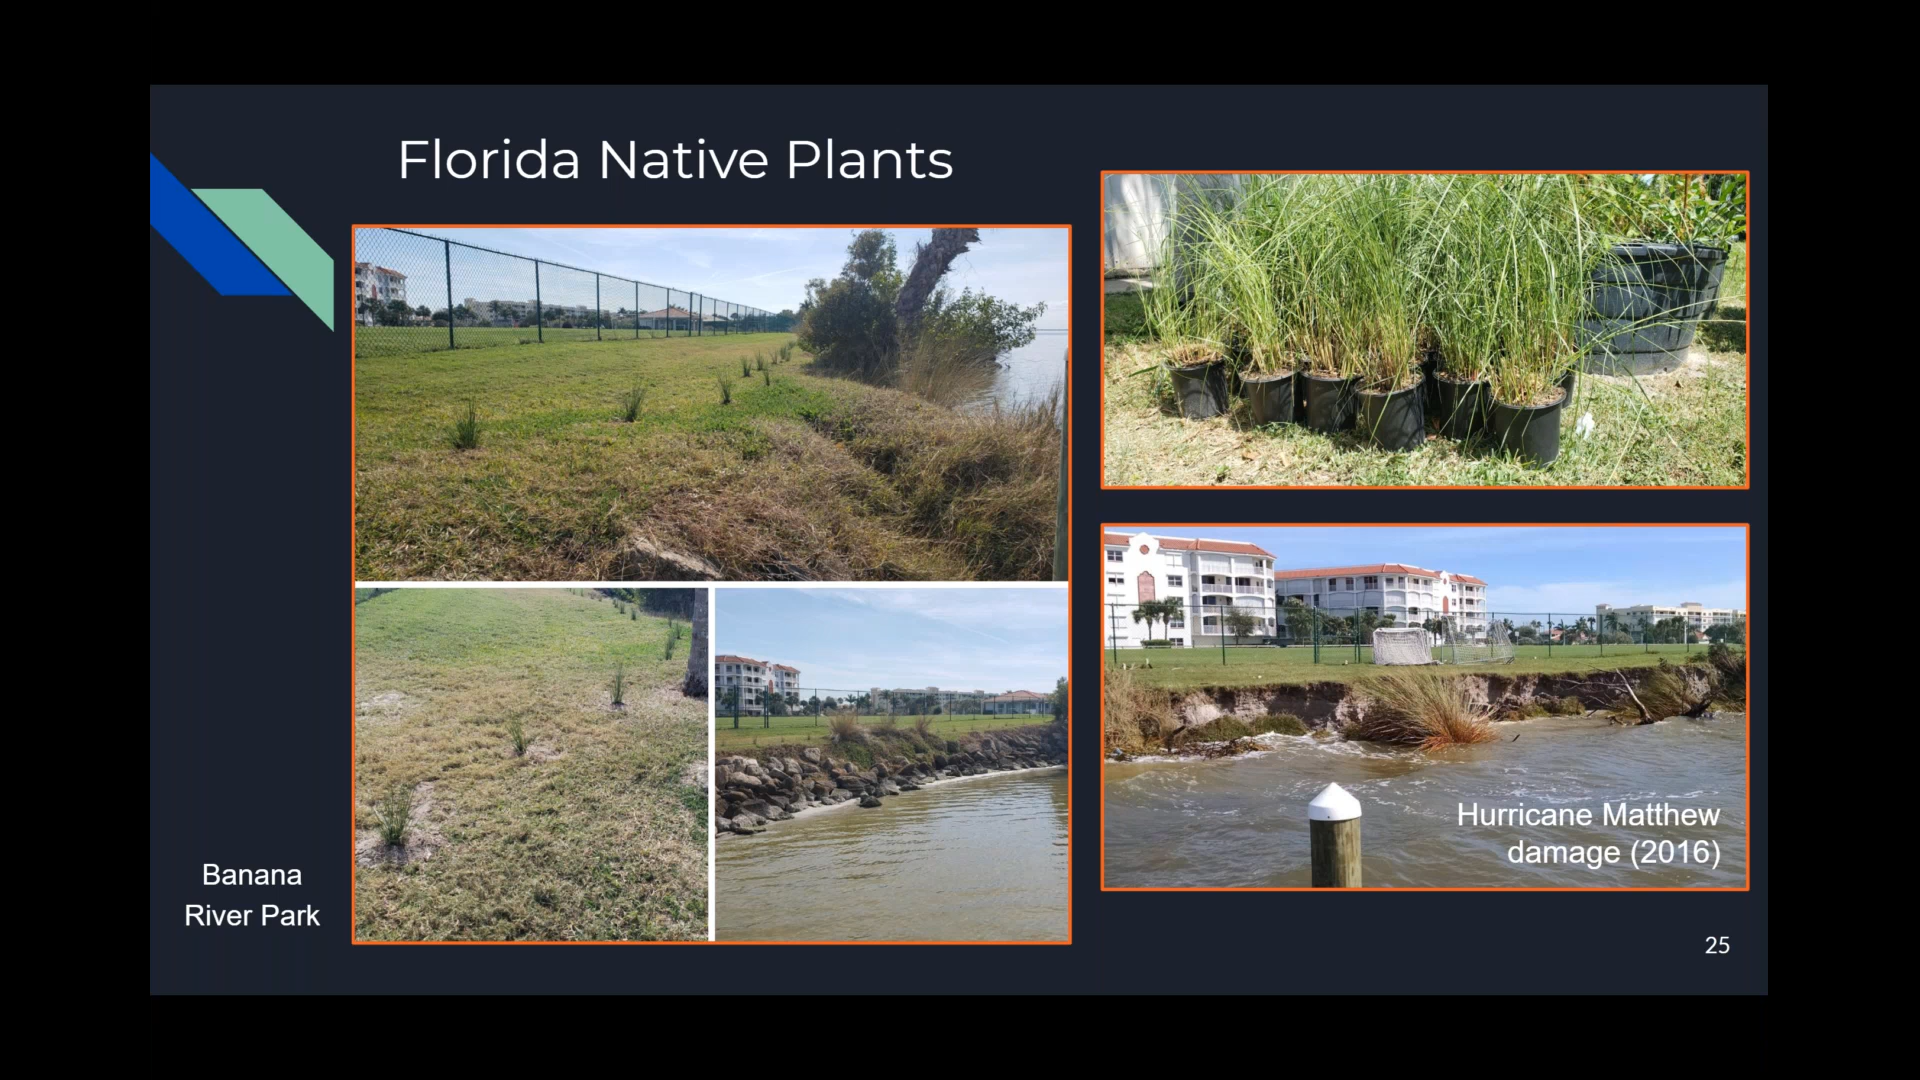 Florida Native Plants
Banana
River Park
Hurricane Matthew
damage (2016)
25